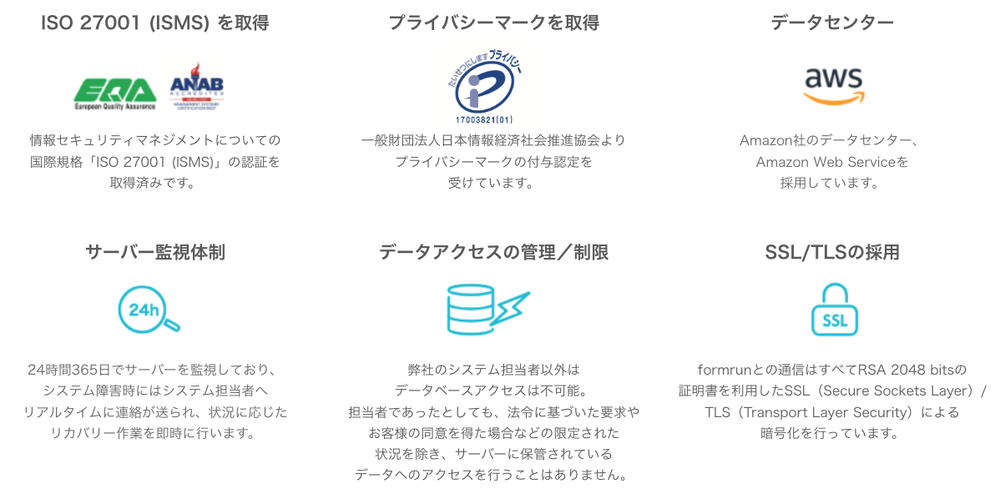 ISO 27001 (ISMS) を取得
EQA
European Quality Assurance
ANAB
ACCREDITED
MANAGEMENT SYSTEMS
CERTIFICATION BODY
情報セキュリティマネジメントについての
国際規格「ISO 27001 (ISMS)」の認証を
取得済みです。
プライバシーマークを取得
たいせつにします プライバシー
17003821(01)
一般財団法人日本情報経済社会推進協会より
プライバシーマークの付与認定を
受けています。
データセンター
aws
Amazon社のデータセンター、
Amazon Web Serviceを
採用しています。
サーバー監視体制
24h
24時間365日でサーバーを監視しており、
システム障害時にはシステム担当者へ
リアルタイムに連絡が送られ、状況に応じた
リカバリー作業を即時に行います。
データアクセスの管理／制限
弊社のシステム担当者以外は
データベースアクセスは不可能。
担当者であったとしても、法令に基づいた要求や
お客様の同意を得た場合などの限定された
状況を除き、サーバーに保管されている
データへのアクセスを行うことはありません。
SSL/TLSの採用
SSL
formrunとの通信はすべてRSA 2048 bitsの
証明書を利用したSSL（Secure Sockets Layer）/
TLS（Transport Layer Security）による
暗号化を行っています。